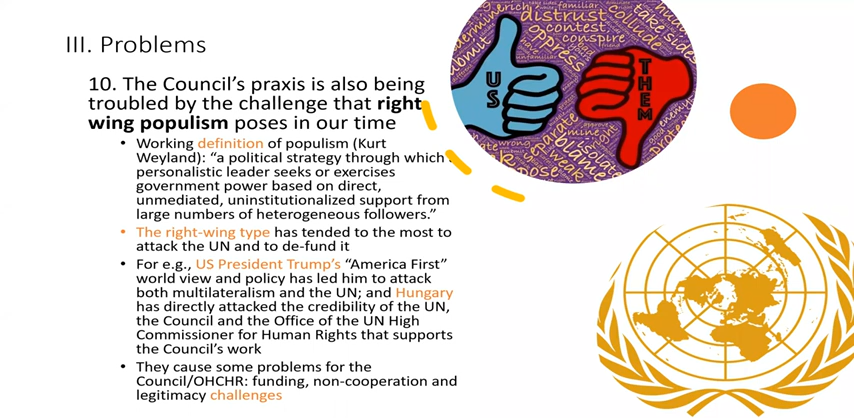 III. Problems
10. The Council's praxis is also being
troubled by the challenge that right
wing populism poses in our time
• Working definition of populism (Kurt
Weyland): “a political strategy through which a
personalistic leader seeks or exercises
government power based on direct,
unmediated, uninstitutionalized support from
large numbers of heterogeneous followers.”
• The right-wing type has tended to the most to
attack the UN and to de-fund it
• For e.g., US President Trump's “America First”
world view and policy has led him to attack
both multilateralism and the UN; and Hungary
has directly attacked the credibility of the UN,
the Council and the Office of the UN High
Commissioner for Human Rights that supports
the Council's work
• They cause some problems for the
Council/OHCHR: funding, non-cooperation and
legitimacy challenges
enrich
familiar
distrust
contest
conspire
collude
take sides
oppress
submit
US
THEM
separate
isolate
blame
weak
wrong
enemy